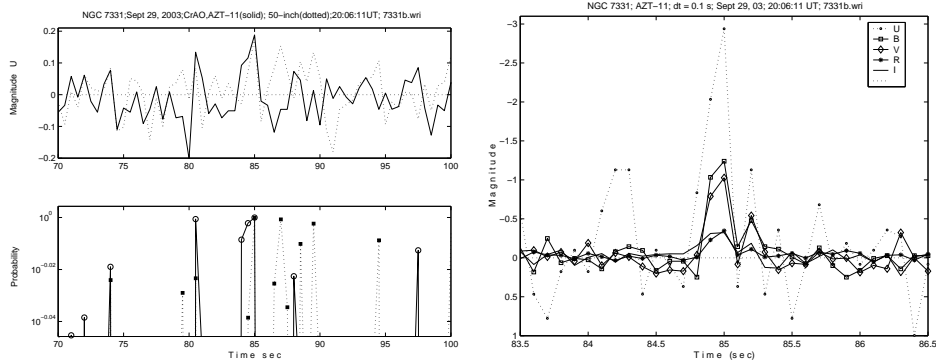 NGC 7331;Sept 29, 2003;CrAO,AZT−11(solid); 50−inch(dotted);20:06:11UT; 7331b.wri
0.2
0.1
0
−0.1
−0.2
Magnitude U
70 75 80 85 90 95 100
10^0
10^−0.02
10^−0.04
Probability
70 75 80 85 90 95 100
Time sec
NGC 7331; AZT−11; dt = 0.1 s; Sept 29, 03; 20:06:11 UT; 7331b.wri
−3
−2.5
−2
−1.5
−1
−0.5
0
0.5
1
Magnitude
U
B
V
R
I
83.5 84 84.5 85 85.5 86 86.5
Time (sec)